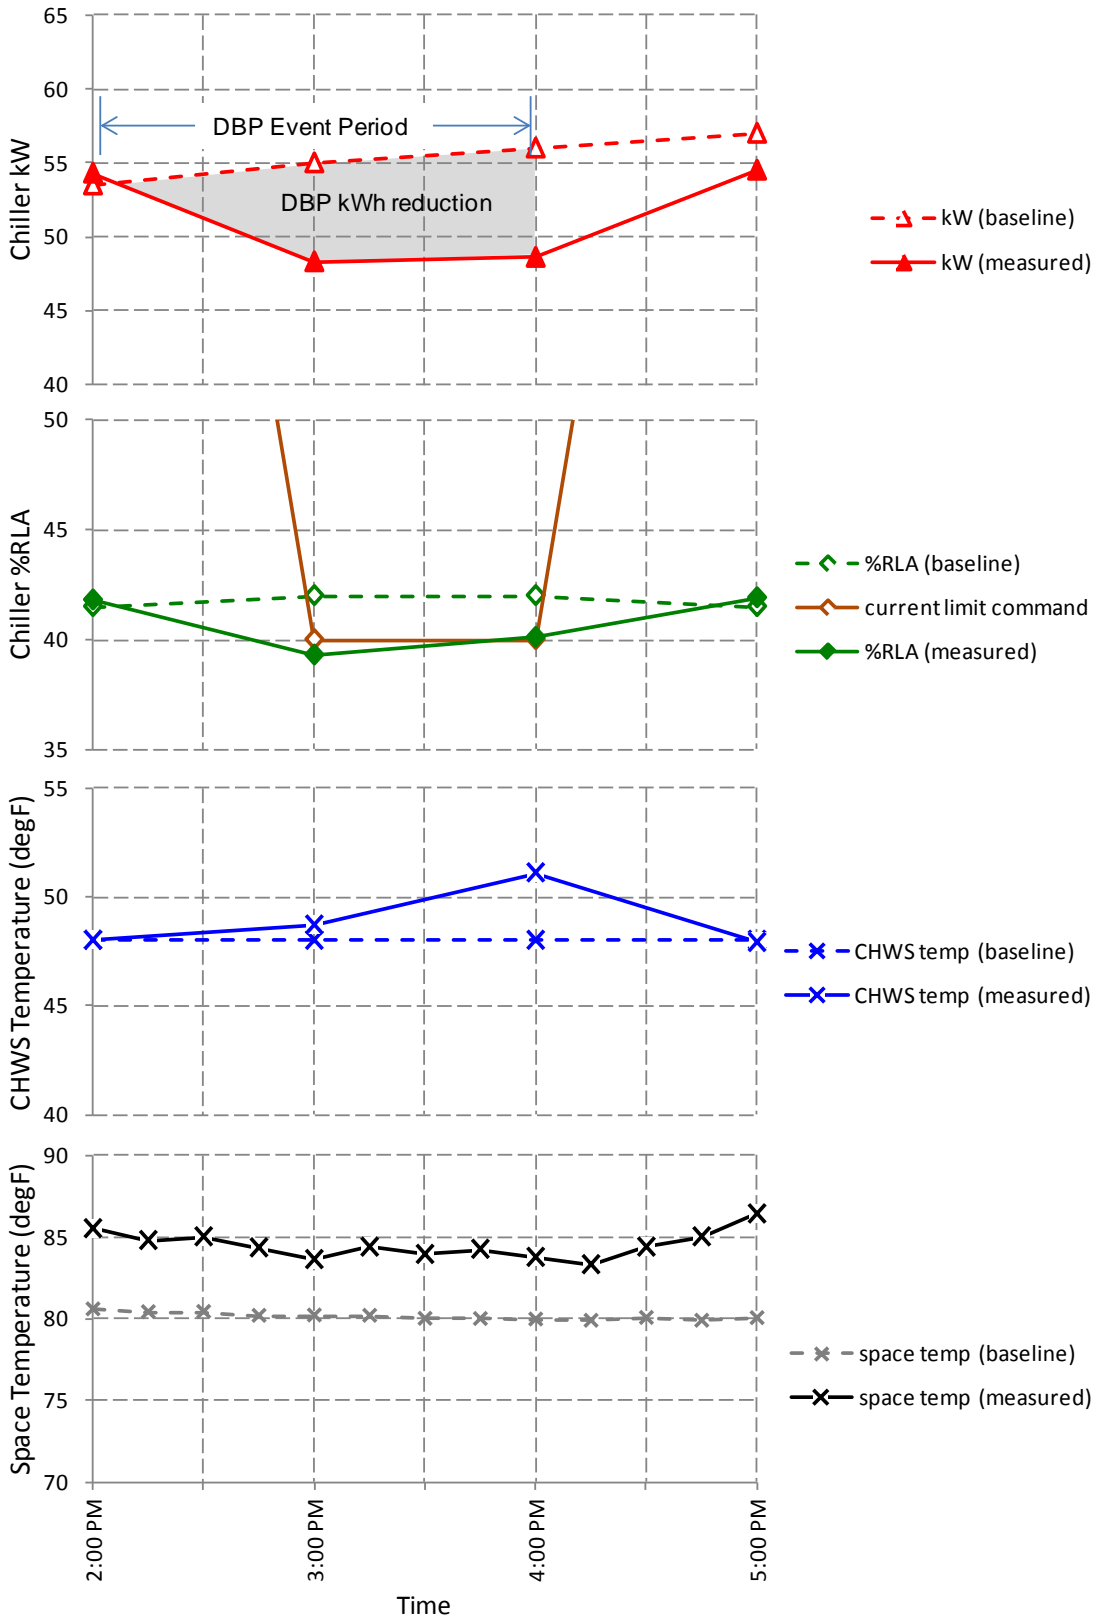 Chiller kW
65
60
55
50
45
40
DBP Event Period
DBP kWh reduction
kW (baseline)
kW (measured)
Chiller %RLA
50
45
40
35
%RLA (baseline)
current limit command
%RLA (measured)
CHWS Temperature (degF)
55
50
45
40
CHWS temp (baseline)
CHWS temp (measured)
Space Temperature (degF)
90
85
80
75
70
space temp (baseline)
space temp (measured)
2:00 PM
3:00 PM
4:00 PM
5:00 PM
Time